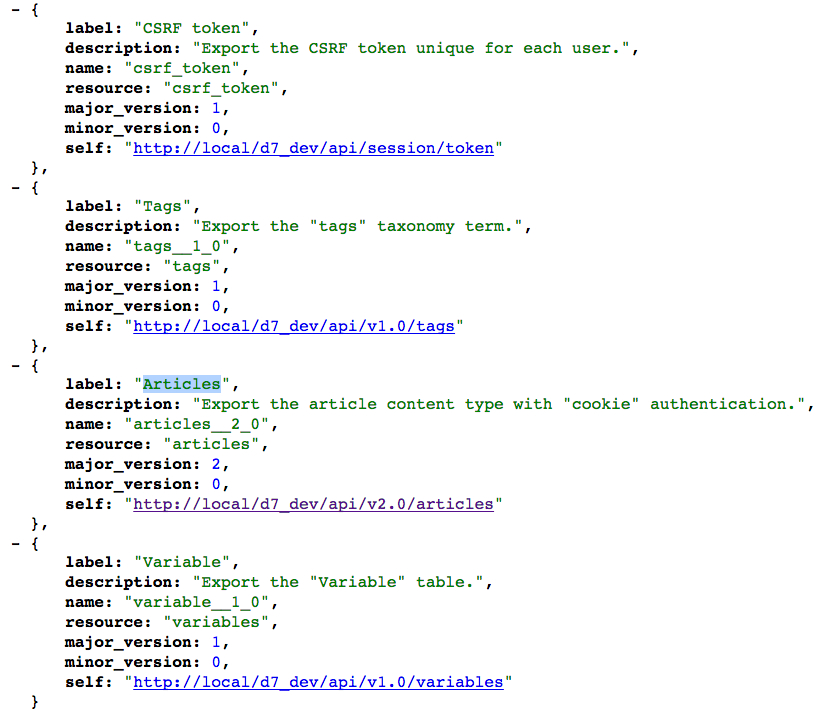 - {
label: "CSRF token",
description: "Export the CSRF token unique for each user.",
name: "csrf_token",
resource: "csrf_token",
major_version: 1,
minor_version: 0,
self: "http://local/d7_dev/api/session/token"
},
- {
label: "Tags",
description: "Export the "tags" taxonomy term.",
name: "tags__1_0",
resource: "tags",
major_version: 1,
minor_version: 0,
self: "http://local/d7_dev/api/v1.0/tags"
},
- {
label: "Articles",
description: "Export the article content type with "cookie" authentication.",
name: "articles__2_0",
resource: "articles",
major_version: 2,
minor_version: 0,
self: "http://local/d7_dev/api/v2.0/articles"
},
- {
label: "Variable",
description: "Export the "Variable" table.",
name: "variable__1_0",
resource: "variables",
major_version: 1,
minor_version: 0,
self: "http://local/d7_dev/api/v1.0/variables"
}